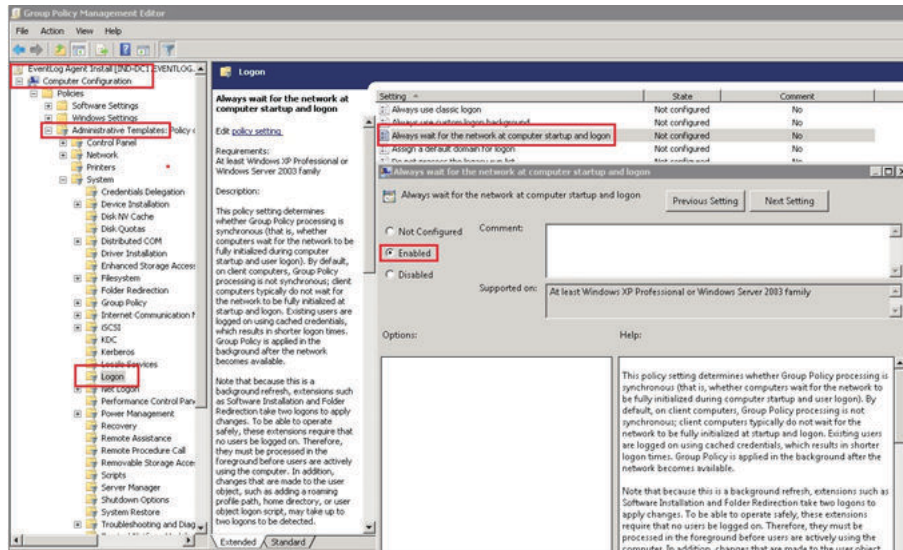 Group Policy Management Editor
File Action View Help
EventLog Agent Install [IND-DC1.EVENTLOG.
Computer Configuration
Policies
Software Settings
Windows Settings
Administrative Templates: Policy
Control Panel
Network
Printers
System
Credentials Delegation
Device Installation
Disk NV Cache
Disk Quotas
Distributed COM
Driver Installation
Enhanced Storage Access
Filesystem
Folder Redirection
Group Policy
Internet Communication
iSCSI
KDC
Kerberos
Locale Services
Logon
Net Logon
Performance Control Pan
Power Management
Recovery
Remote Assistance
Remote Procedure Call
Removable Storage Acce
Scripts
Server Manager
Shutdown Options
System Restore
Troubleshooting and Diag
Logon
Always wait for the network at
computer startup and logon
Edit policy setting
Requirements:
At least Windows XP Professional or
Windows Server 2003 family
Description:
This policy setting determines
whether Group Policy processing is
synchronous (that is, whether
computers wait for the network to be
fully initialized during computer
startup and user logon). By default,
on client computers, Group Policy
processing is not synchronous; client
computers typically do not wait for
the network to be fully initialized at
startup and logon. Existing users are
logged on using cached credentials,
which results in shorter logon times.
Group Policy is applied in the
background after the network
becomes available.
Note that because this is a
background refresh, extensions such
as Software Installation and Folder
Redirection take two logons to apply
changes. To be able to operate
safely, these extensions require that
no users be logged on. Therefore,
they must be processed in the
foreground before users are actively
using the computer. In addition,
changes that are made to the user
object, such as adding a roaming
profile path, home directory, or user
object logon script, may take up to
two logons to be detected.
Extended Standard
Setting State Comment
Always use classic logon Not configured No
Always use custom logon background Not configured No
Always wait for the network at computer startup and logon Not configured No
Assign a default domain for logon Not configured No
Do not process the legacy run list Not configured No
Always wait for the network at computer startup and logon
Always wait for the network at computer startup and logon Previous Setting Next Setting
Not Configured Comment:
Enabled
Disabled
Supported on: At least Windows XP Professional or Windows Server 2003 family
Options: Help:
This policy setting determines whether Group Policy processing is
synchronous (that is, whether computers wait for the network to
be fully initialized during computer startup and user logon). By
default, on client computers, Group Policy processing is not
synchronous; client computers typically do not wait for the
network to be fully initialized at startup and logon. Existing users
are logged on using cached credentials, which results in shorter
logon times. Group Policy is applied in the background after the
network becomes available.
Note that because this is a background refresh, extensions such as
Software Installation and Folder Redirection take two logons to
apply changes. To be able to operate safely, these extensions
require that no users be logged on. Therefore, they must be
processed in the foreground before users are actively using the
computer. In addition, changes that are made to the user object